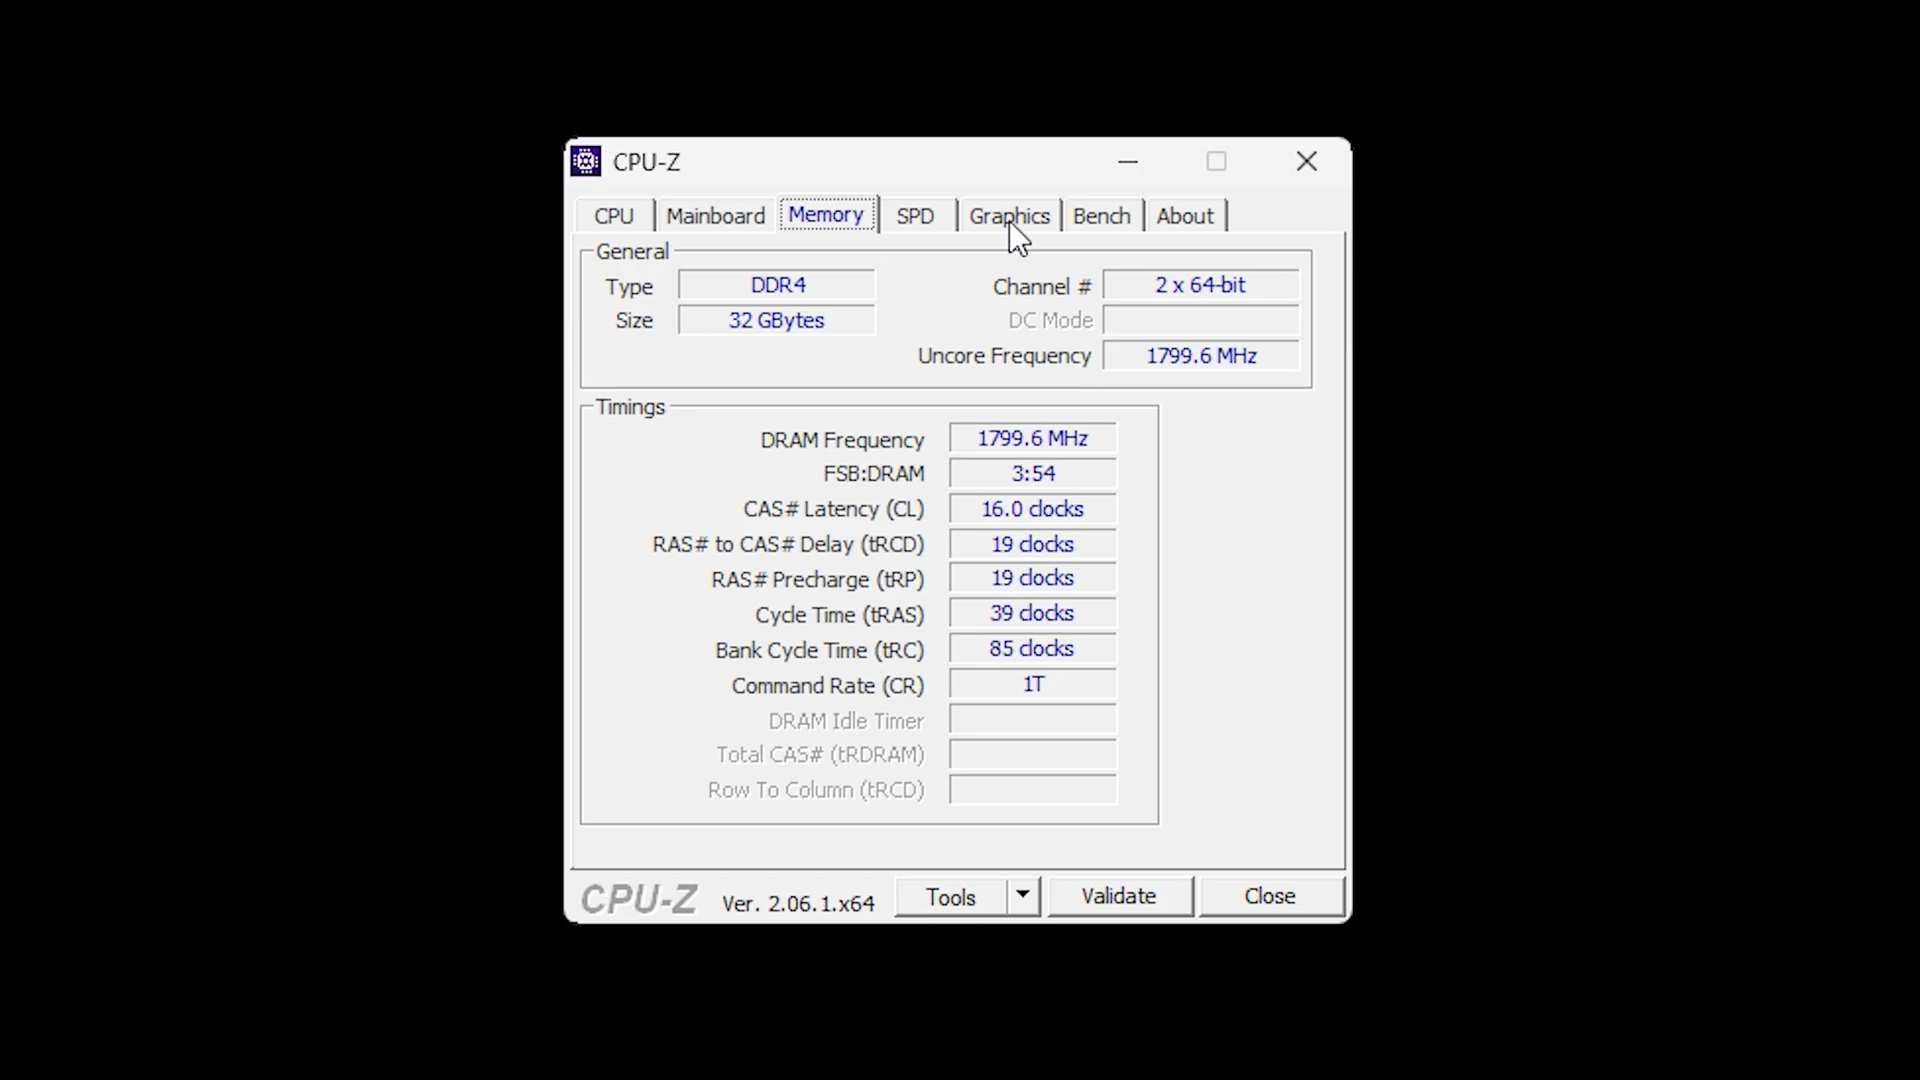 CPU-Z
CPU Mainboard Memory SPD Graphics Bench About
General
Type DDR4 Channel # 2 x 64-bit
Size 32 GBytes DC Mode
Uncore Frequency 1799.6 MHz
Timings
DRAM Frequency 1799.6 MHz
FSB:DRAM 3:54
CAS# Latency (CL) 16.0 clocks
RAS# to CAS# Delay (tRCD) 19 clocks
RAS# Precharge (tRP) 19 clocks
Cycle Time (tRAS) 39 clocks
Bank Cycle Time (tRC) 85 clocks
Command Rate (CR) 1T
DRAM Idle Timer
Total CAS# (tRDRAM)
Row To Column (tRCD)
CPU-Z Ver. 2.06.1.x64 Tools Validate Close